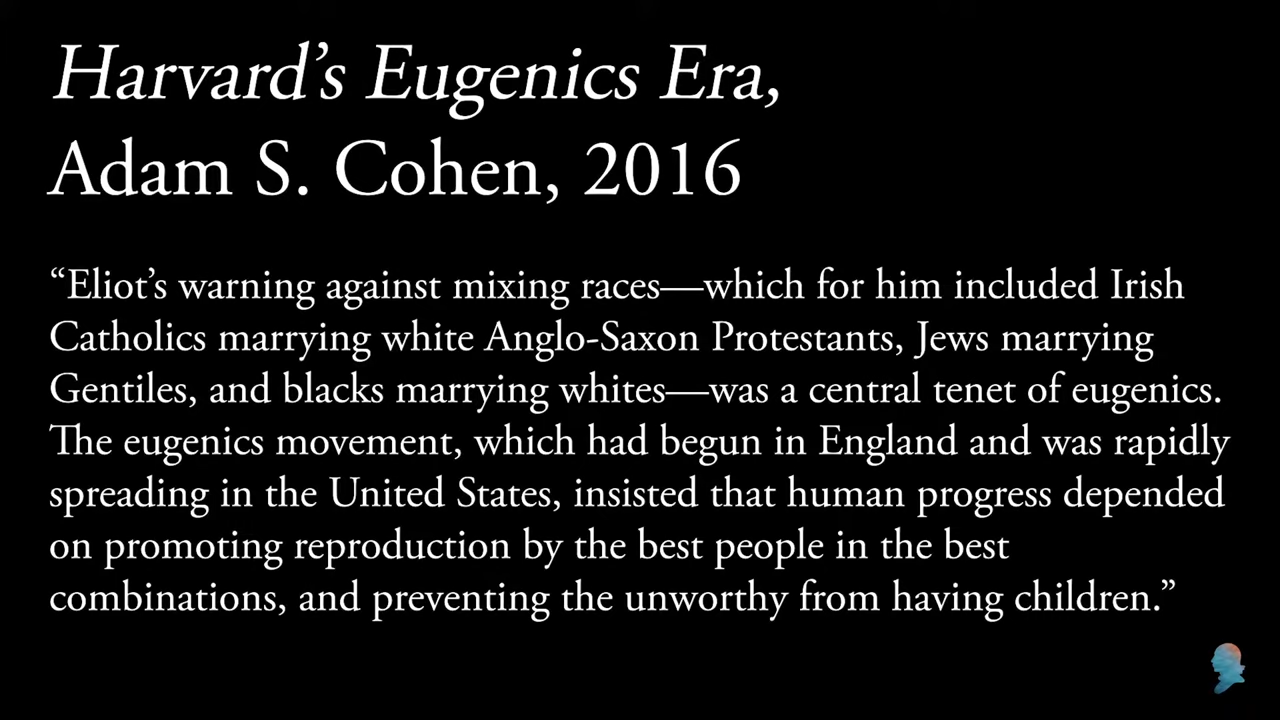 Harvard’s Eugenics Era,
Adam S. Cohen, 2016
“Eliot’s warning against mixing races—which for him included Irish
Catholics marrying white Anglo-Saxon Protestants, Jews marrying
Gentiles, and blacks marrying whites—was a central tenet of eugenics.
The eugenics movement, which had begun in England and was rapidly
spreading in the United States, insisted that human progress depended
on promoting reproduction by the best people in the best
combinations, and preventing the unworthy from having children.”